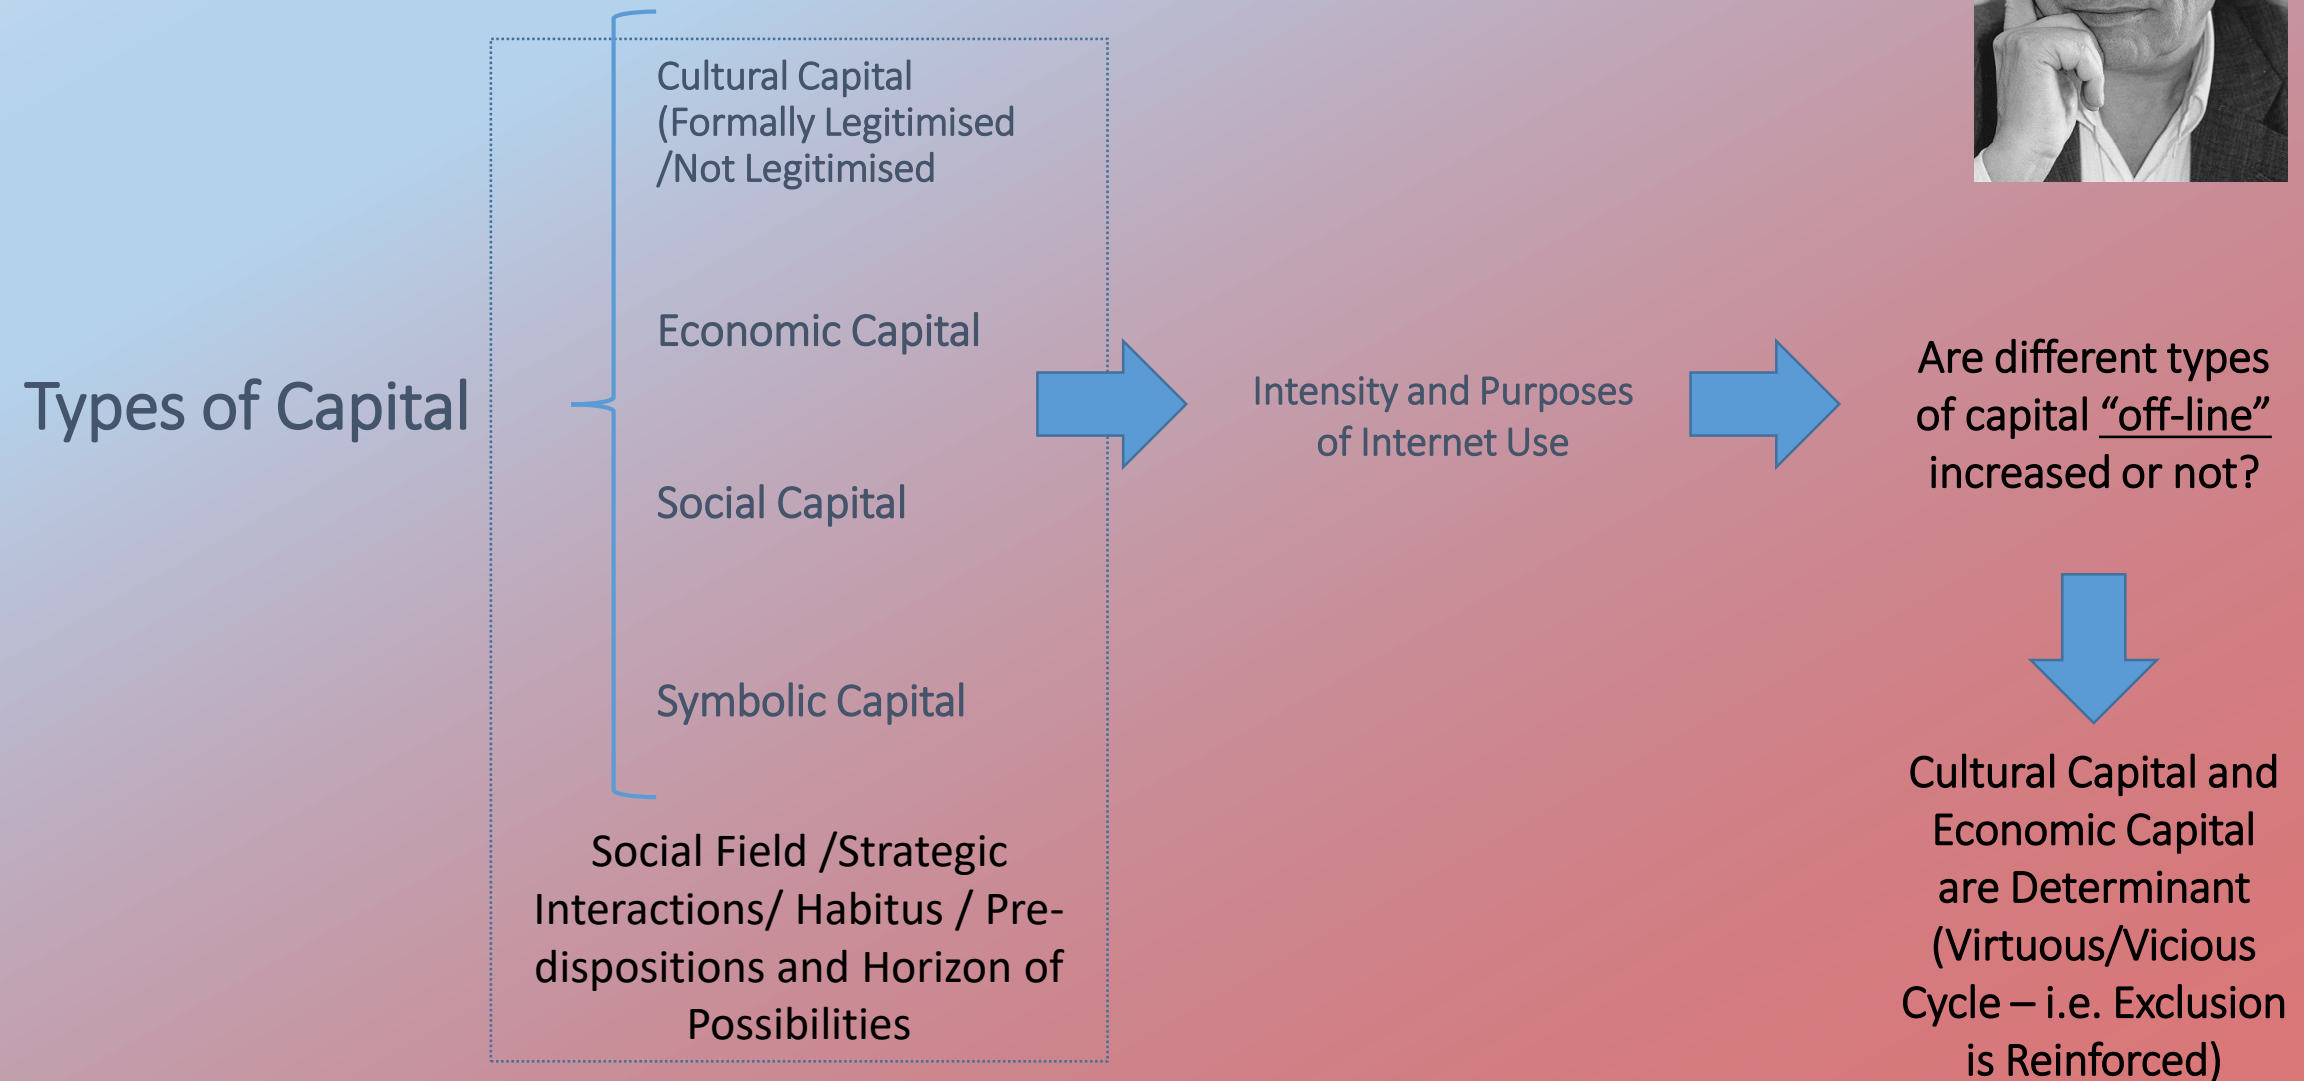 Types of Capital
Cultural Capital
(Formally Legitimised
/Not Legitimised
Economic Capital
Social Capital
Symbolic Capital
Social Field /Strategic
Interactions/ Habitus / Pre-
dispositions and Horizon of
Possibilities
Intensity and Purposes
of Internet Use
Are different types
of capital “off-line”
increased or not?
Cultural Capital and
Economic Capital
are Determinant
(Virtuous/Vicious
Cycle – i.e. Exclusion
is Reinforced)